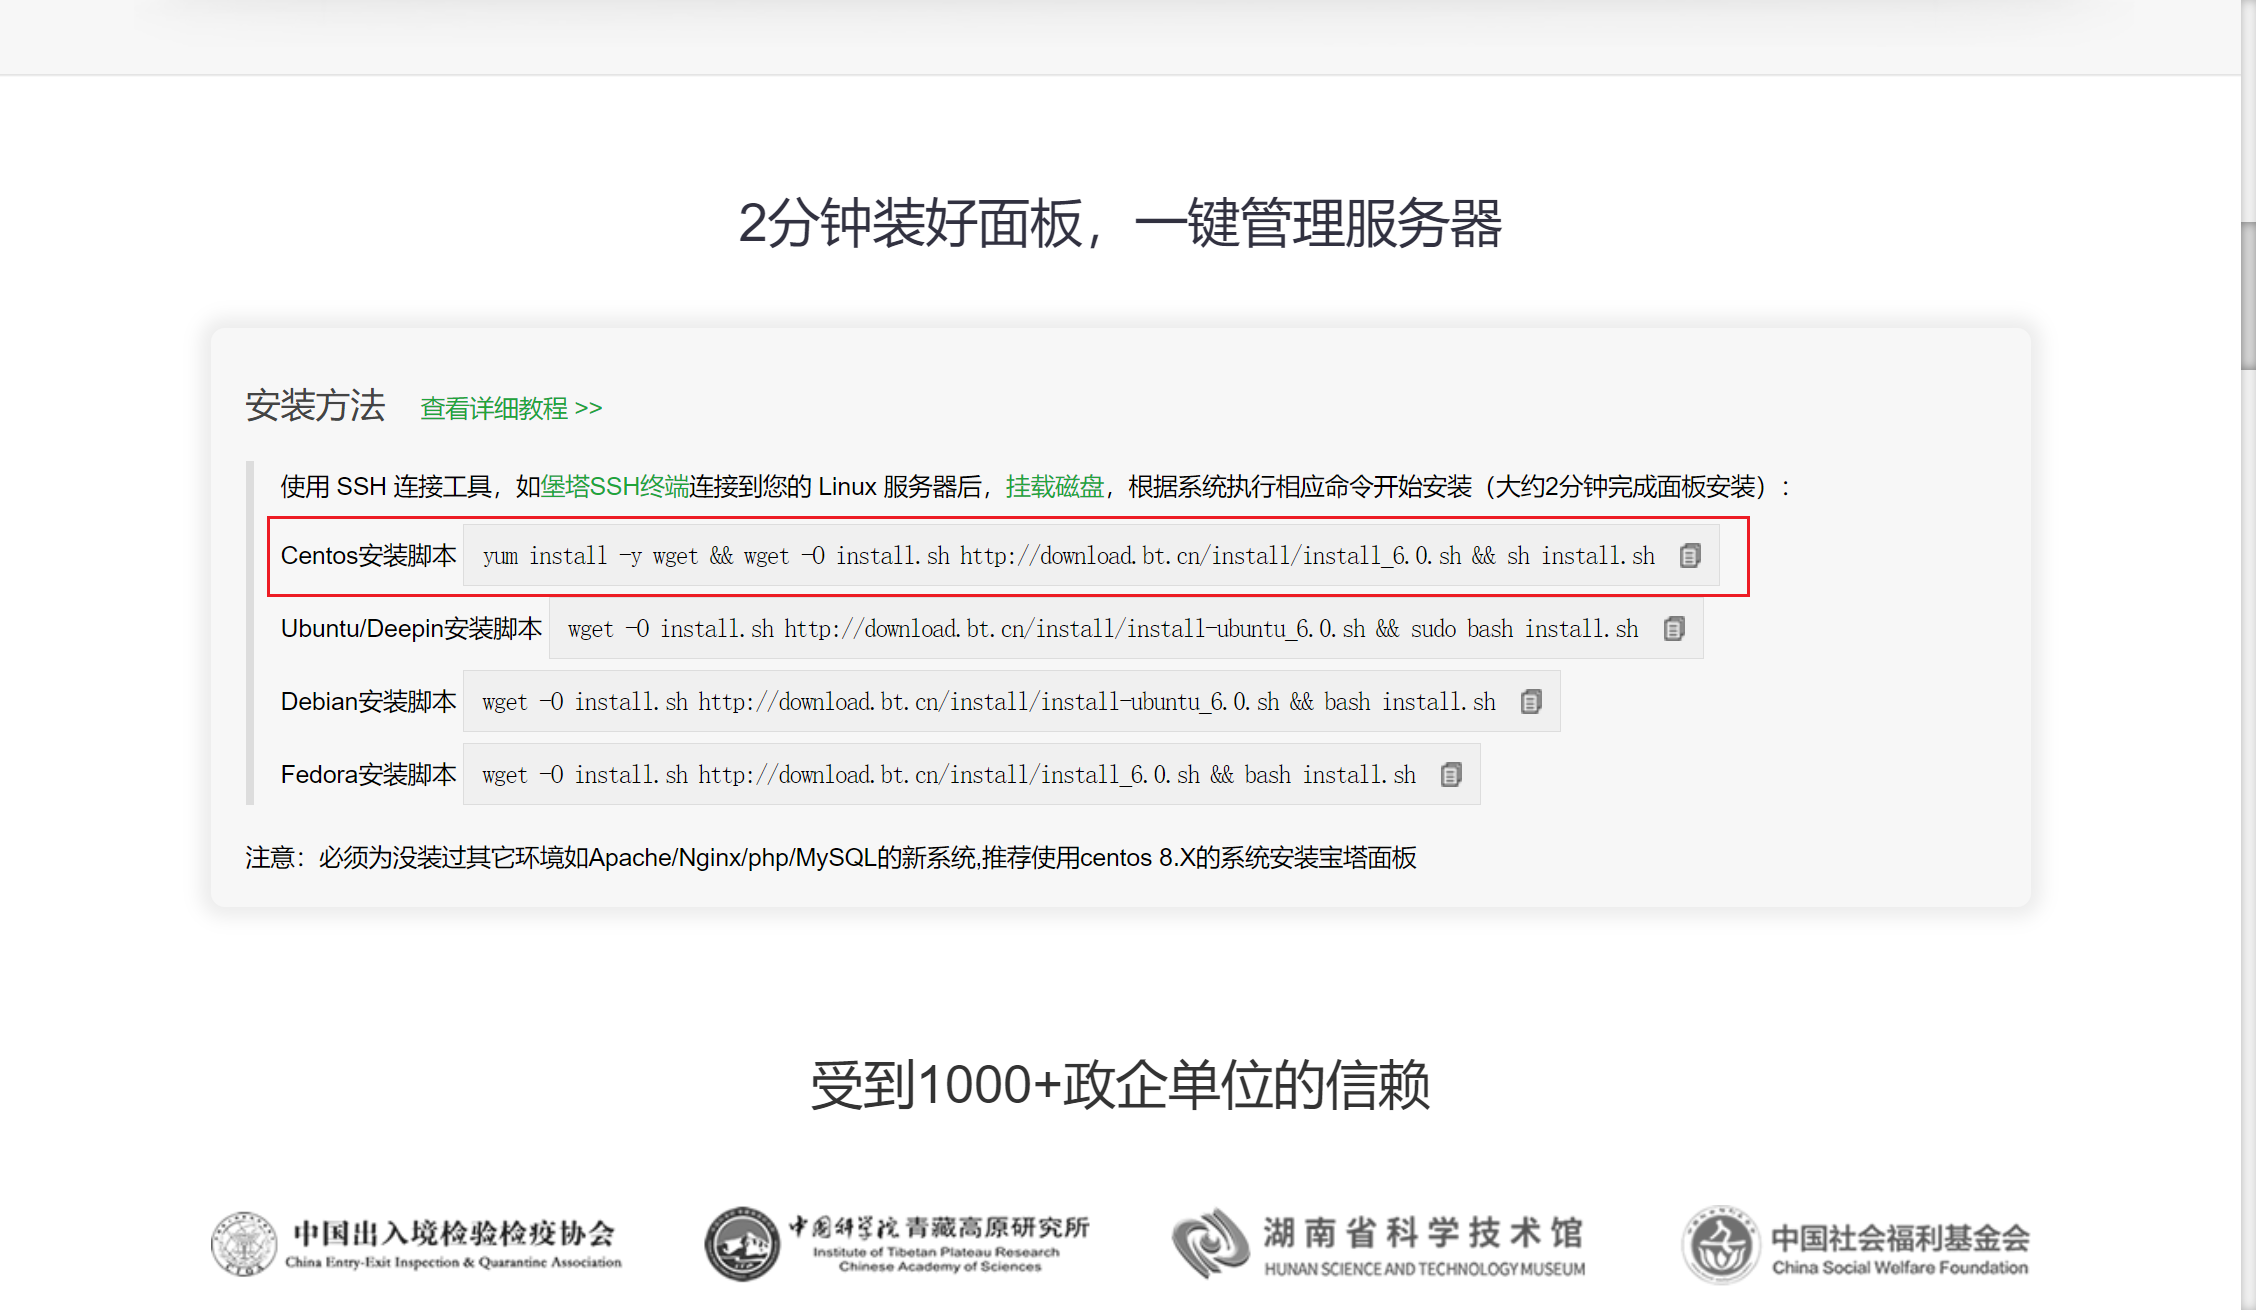 2分钟装好面板，一键管理服务器
安装方法 查看详细教程 >>
使用 SSH 连接工具，如堡塔SSH终端连接到您的 Linux 服务器后，挂载磁盘，根据系统执行相应命令开始安装（大约2分钟完成面板安装）：
Centos安装脚本 yum install -y wget && wget -O install.sh http://download.bt.cn/install/install_6.0.sh && sh install.sh
Ubuntu/Deepin安装脚本 wget -O install.sh http://download.bt.cn/install/install-ubuntu_6.0.sh && sudo bash install.sh
Debian安装脚本 wget -O install.sh http://download.bt.cn/install/install-ubuntu_6.0.sh && bash install.sh
Fedora安装脚本 wget -O install.sh http://download.bt.cn/install/install_6.0.sh && bash install.sh
注意：必须为没装过其它环境如Apache/Nginx/php/MySQL的新系统,推荐使用centos 8.X的系统安装宝塔面板
受到1000+政企单位的信赖
中国出入境检验检疫协会
China Entry-Exit Inspection & Quarantine Association
CIQA
中国科学院青藏高原研究所
Institute of Tibetan Plateau Research
Chinese Academy of Sciences
湖南省科学技术馆
HUNAN SCIENCE AND TECHNOLOGY MUSEUM
中国社会福利基金会
China Social Welfare Foundation